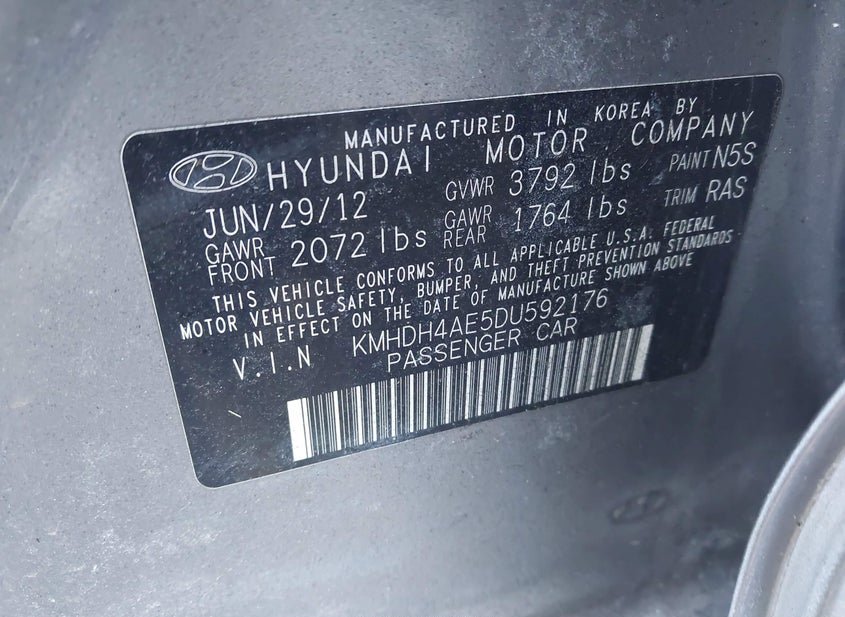 MANUFACTURED IN KOREA BY
HYUNDAI MOTOR COMPANY
JUN/29/12 GVWR 3792 lbs PAINT N5S
GAWR FRONT 2072 lbs GAWR REAR 1764 lbs TRIM RAS
THIS VEHICLE CONFORMS TO ALL APPLICABLE U.S.A. FEDERAL
MOTOR VEHICLE SAFETY, BUMPER, AND THEFT PREVENTION STANDARDS
IN EFFECT ON THE DATE OF MANUFACTURE SHOWN ABOVE
V.I.N KMHDH4AE5DU592176
PASSENGER CAR